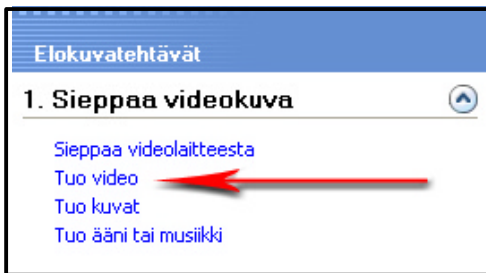 Elokuvatehtävät
1. Sieppaa videokuva
Sieppaa videolaitteesta
Tuo video
Tuo kuvat
Tuo ääni tai musiikki